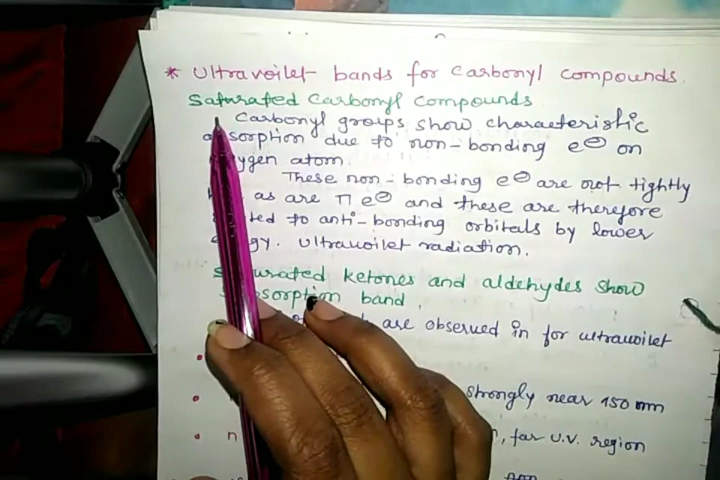 * Ultravoilet bands for Carbonyl compounds.
Saturated Carbonyl Compounds
Carbonyl groups show characteristic
absorption due to non-bonding e⊖ on
oxygen atom.
These non-bonding e⊖ are not tightly
as are π e⊖ and these are therefore
to anti-bonding orbitals by lower
energy. Ultravoilet radiation.
Saturated ketones and aldehydes show
absorption band
are observed in for ultravoilet
strongly near 150 nm
• n , far U.V. region